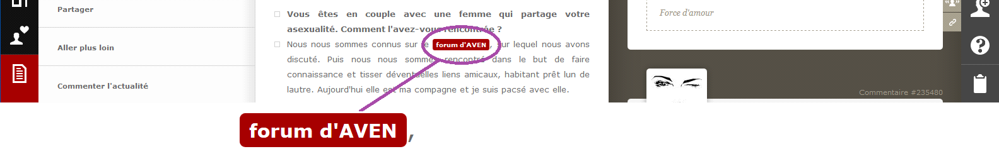 Partager
Aller plus loin
Commenter l'actualité
Vous êtes en couple avec une femme qui partage votre
asexualité. Comment l'avez-vous rencontrée ?
Nous nous sommes connus sur le forum d'AVEN, sur lequel nous avons
discuté. Puis nous nous sommes rencontré dans le but de faire
connaissance et tisser déventuelles liens amicaux, habitant prêt lun de
lautre. Aujourd'hui elle est ma compagne et je suis pacsé avec elle.
Force d'amour
Commentaire #235480
forum d'AVEN,